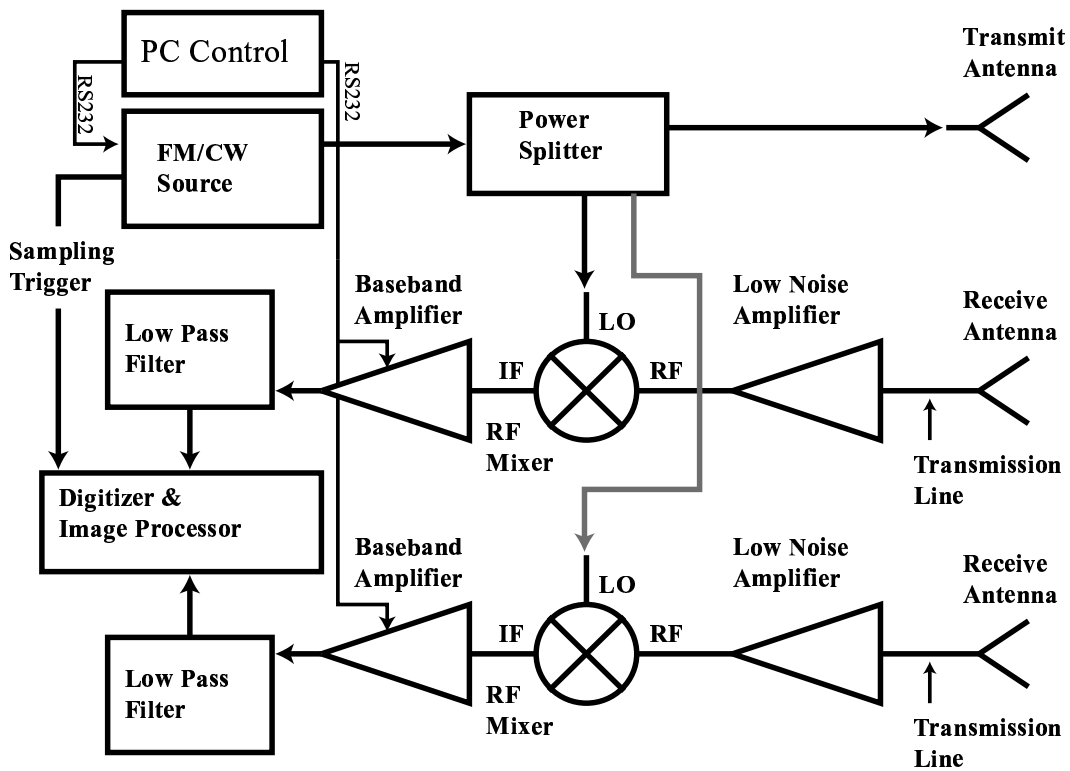 PC Control
RS232
RS232
FM/CW
Source
Power
Splitter
Transmit
Antenna
Sampling
Trigger
Low Pass
Filter
Baseband
Amplifier
IF
RF
Mixer
LO
RF
Low Noise
Amplifier
Receive
Antenna
Transmission
Line
Digitizer &
Image Processor
Low Pass
Filter
Baseband
Amplifier
IF
RF
Mixer
LO
RF
Low Noise
Amplifier
Receive
Antenna
Transmission
Line